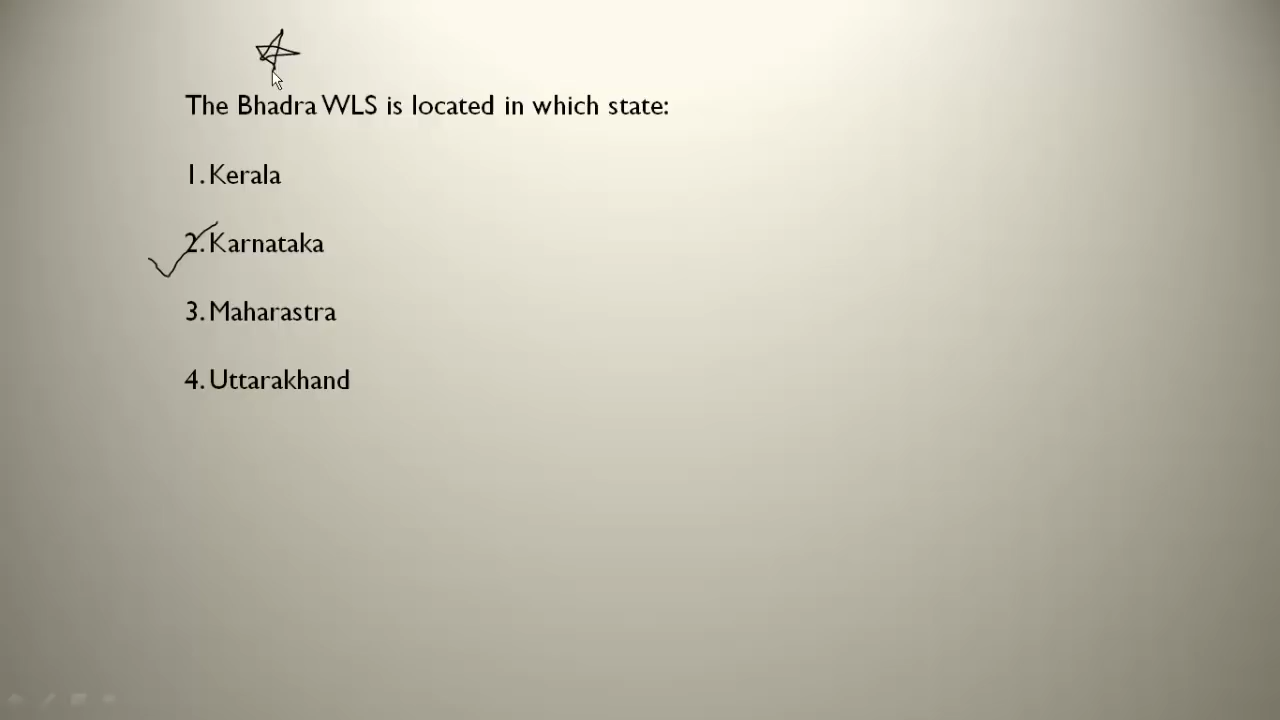 The Bhadra WLS is located in which state:
1. Kerala
2. Karnataka
3. Maharastra
4. Uttarakhand